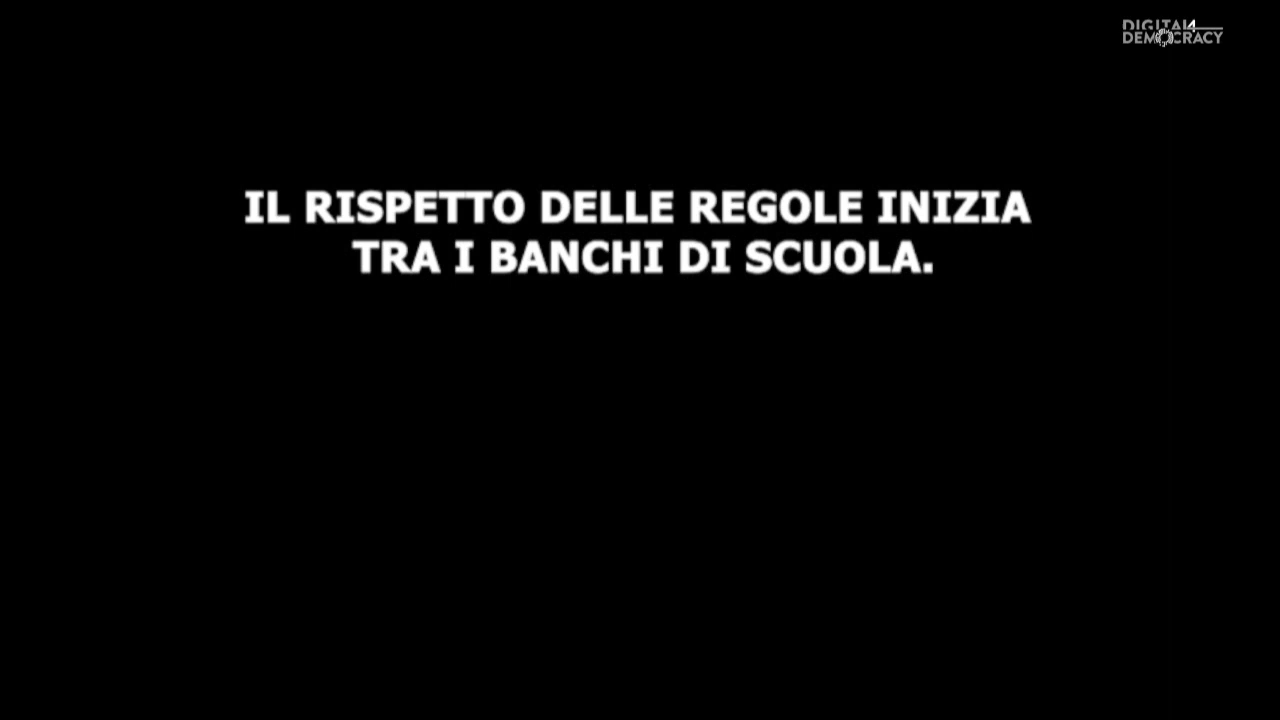 DIGITAL4
DEMOCRACY
IL RISPETTO DELLE REGOLE INIZIA
TRA I BANCHI DI SCUOLA.